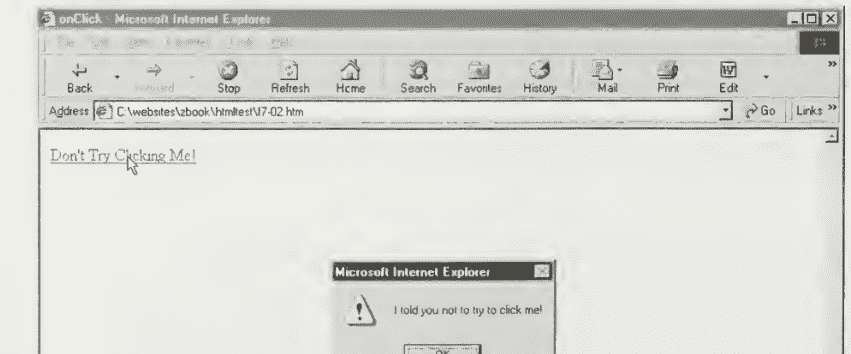 onClick - Microsoft Internet Explorer
Back Forward Stop Refresh Home Search Favorites History Mail Print Edit »
Address C:\websites\zbook\htmltest\I7-02.htm Go Links »
Don't Try Clicking Me!
Microsoft Internet Explorer
I told you not to try to click me!
OK